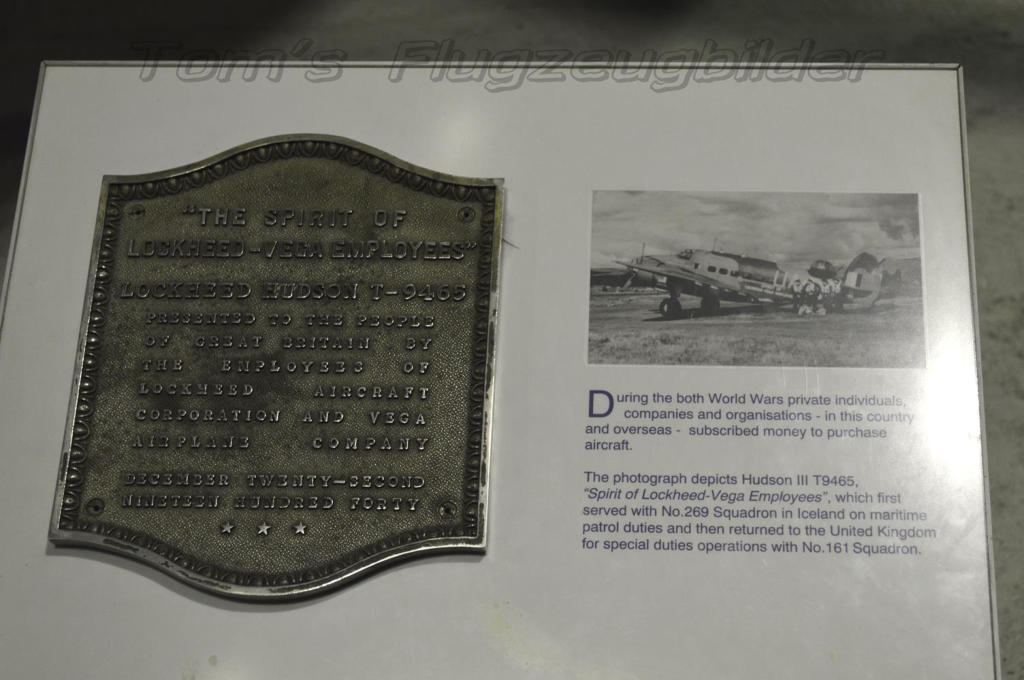 Tom's Flugzeugbilder
"THE SPIRIT OF
LOCKHEED-VEGA EMPLOYEES"
LOCKHEED HUDSON T-9465
PRESENTED TO THE PEOPLE
OF GREAT BRITAIN BY
THE EMPLOYEES OF
LOCKHEED AIRCRAFT
CORPORATION AND VEGA
AIRPLANE COMPANY
DECEMBER TWENTY-SECOND
NINETEEN HUNDRED FORTY
During the both World Wars private individuals,
companies and organisations - in this country
and overseas - subscribed money to purchase
aircraft.
The photograph depicts Hudson III T9465,
"Spirit of Lockheed-Vega Employees", which first
served with No.269 Squadron in Iceland on maritime
patrol duties and then returned to the United Kingdom
for special duties operations with No.161 Squadron.